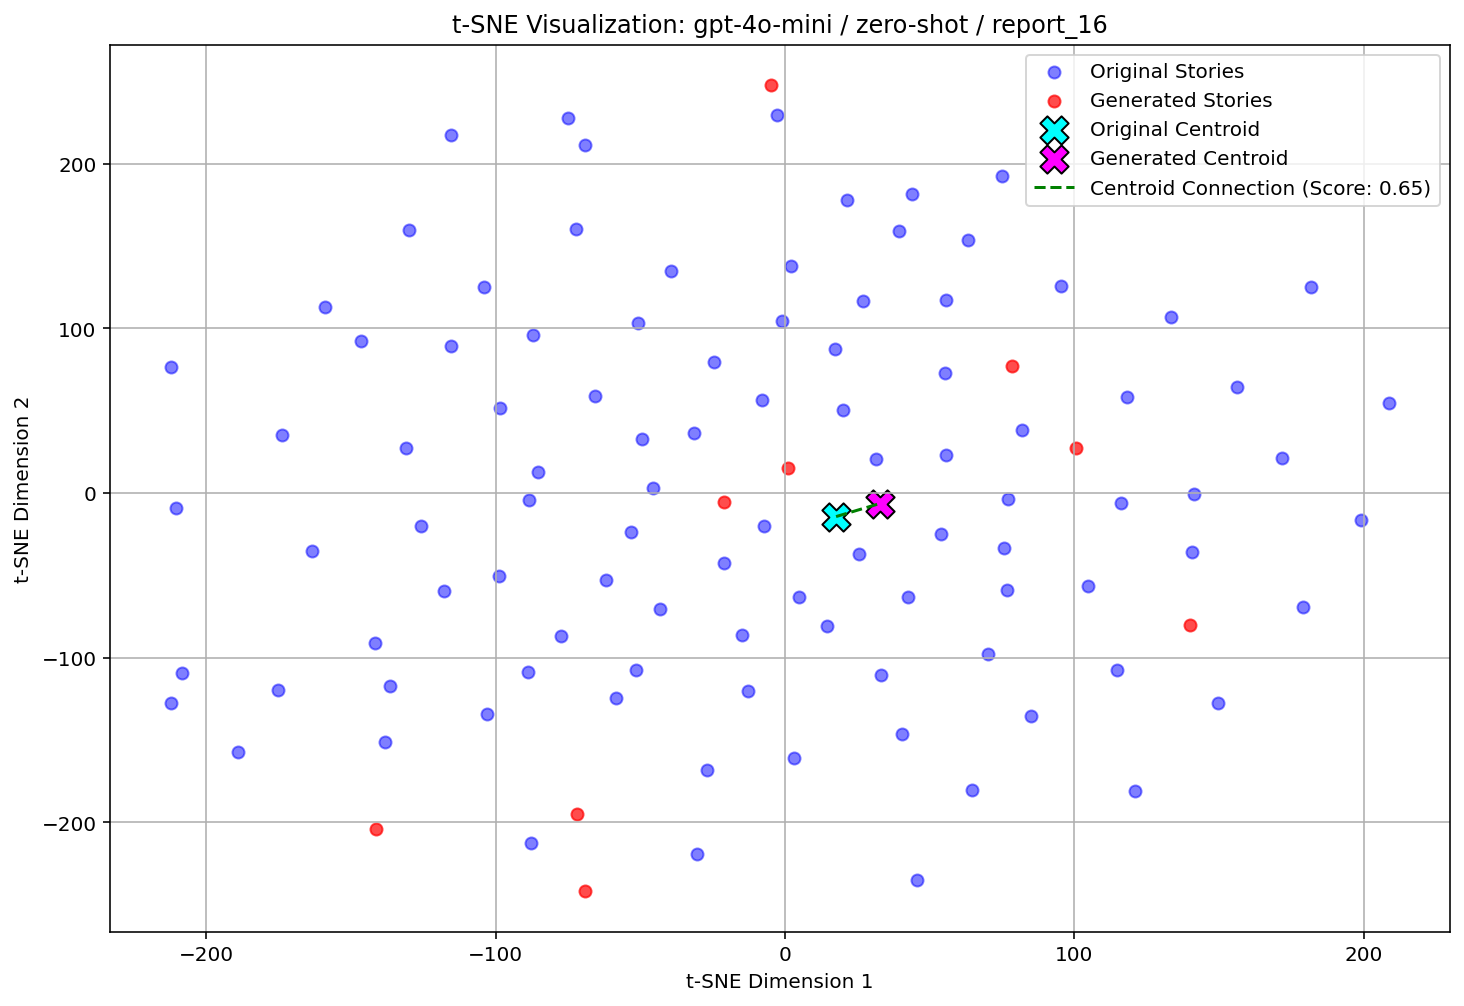 t-SNE Visualization: gpt-4o-mini / zero-shot / report_16
Original Stories
Generated Stories
Original Centroid
Generated Centroid
Centroid Connection (Score: 0.65)
200
100
0
−100
−200
t-SNE Dimension 2
−200
−100
0
100
200
t-SNE Dimension 1